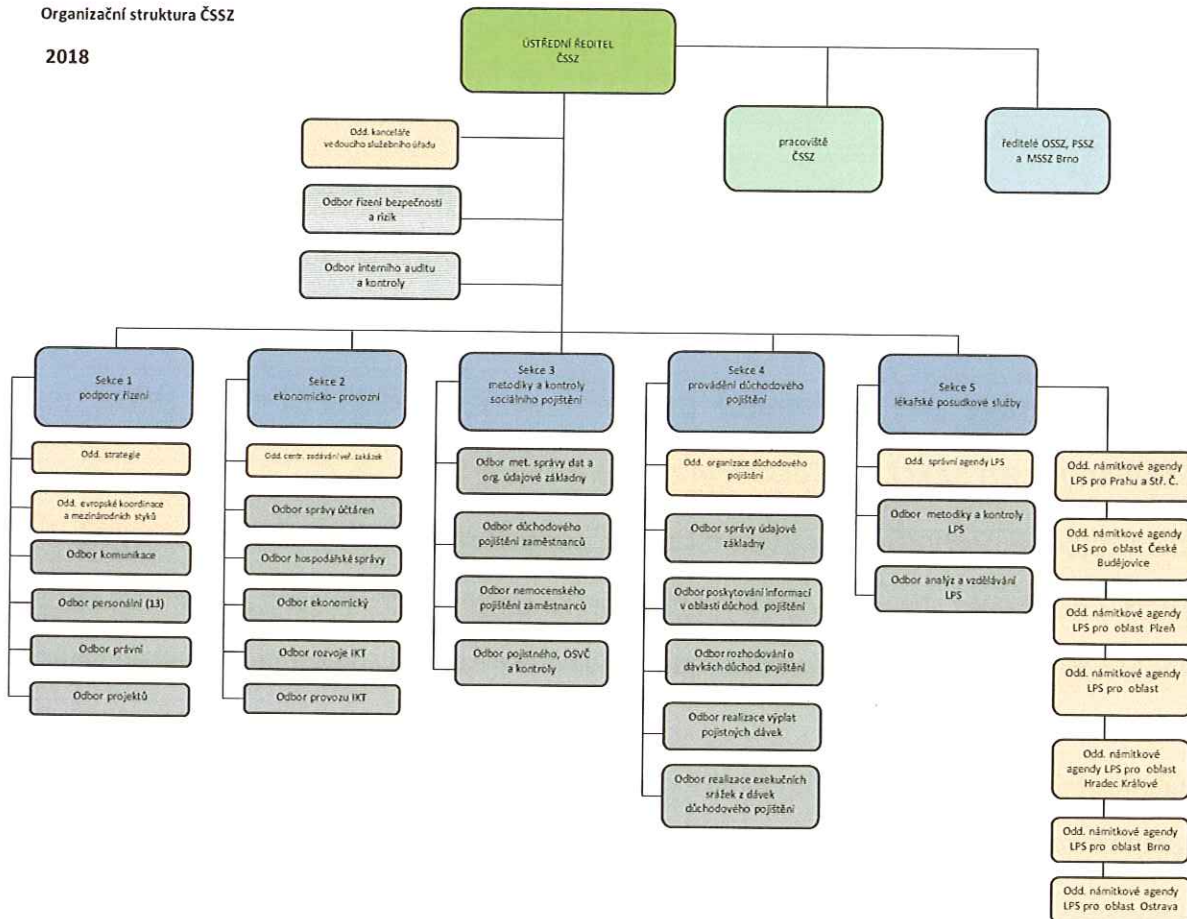 Organizační struktura ČSSZ
2018
ÚSTŘEDNÍ ŘEDITEL
ČSSZ
pracoviště
ČSSZ
ředitelé OSSZ, PSSZ
a MSSZ Brno
Odd. kanceláře
vedoucího služebního úřadu
Odbor řízení bezpečnosti
a rizik
Odbor interního auditu
a kontroly
Sekce 1
podpory řízení
Odd. strategie
Odd. evropské koordinace
a mezinárodních styků
Odbor komunikace
Odbor personální (13)
Odbor právní
Odbor projektů
Sekce 2
ekonomicko- provozní
Odd. centr. zadávání veř. zakázek
Odbor správy účtáren
Odbor hospodářské správy
Odbor ekonomický
Odbor rozvoje IKT
Odbor provozu IKT
Sekce 3
metodiky a kontroly
sociálního pojištění
Odbor met. správy dat a
org. údajové základny
Odbor důchodového
pojištění zaměstnanců
Odbor nemocenského
pojištění zaměstnanců
Odbor pojistného, OSVČ
a kontroly
Sekce 4
provádění důchodového
pojištění
Odd. organizace důchodového
pojištění
Odbor správy údajové
základny
Odbor poskytování informací
v oblasti důchod. pojištění
Odbor rozhodování o
dávkách důchod. pojištění
Odbor realizace výplat
pojistných dávek
Odbor realizace exekučních
srážek z dávek
důchodového pojištění
Sekce 5
lékařské posudkové služby
Odd. správní agendy LPS
Odbor metodiky a kontroly
LPS
Odbor analýz a vzdělávání
LPS
Odd. námitkové agendy
LPS pro Prahu a Stř. Č.
Odd. námitkové agendy
LPS pro oblast České
Budějovice
Odd. námitkové agendy
LPS pro oblast Plzeň
Odd. námitkové agendy
LPS pro oblast
Odd. námitkové
agendy LPS pro oblast
Hradec Králové
Odd. námitkové agendy
LPS pro oblast Brno
Odd. námitkové agendy
LPS pro oblast Ostrava